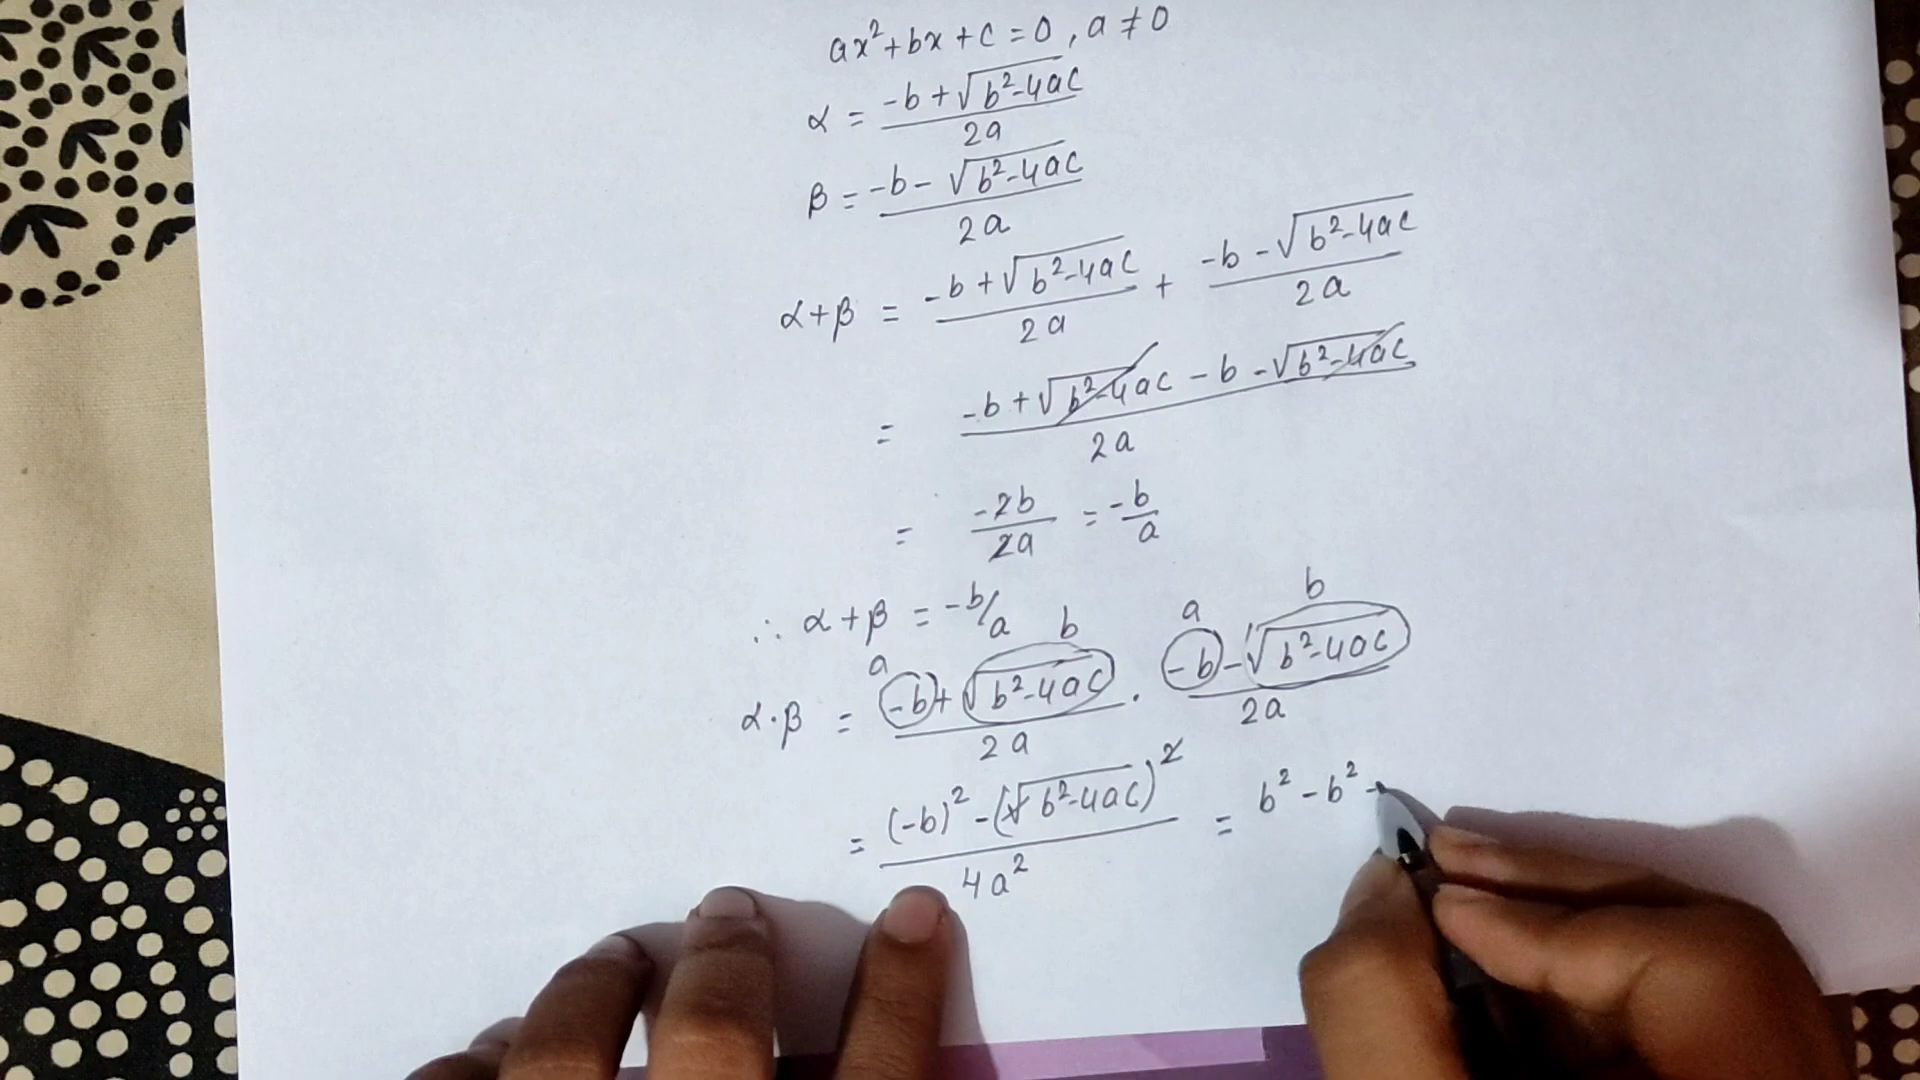 ax²+bx+c=0, a≠0
α = -b+√b²-4ac / 2a
β = -b-√b²-4ac / 2a
α+β = -b+√b²-4ac / 2a + -b-√b²-4ac / 2a
= -b+√b²-4ac -b-√b²-4ac / 2a
= -2b / 2a = -b / a
∴ α+β = -b/a
a b a b
α·β = -b+√b²-4ac / 2a · -b-√b²-4ac / 2a
= (-b)²-(√b²-4ac)² / 4a² = b²-b²